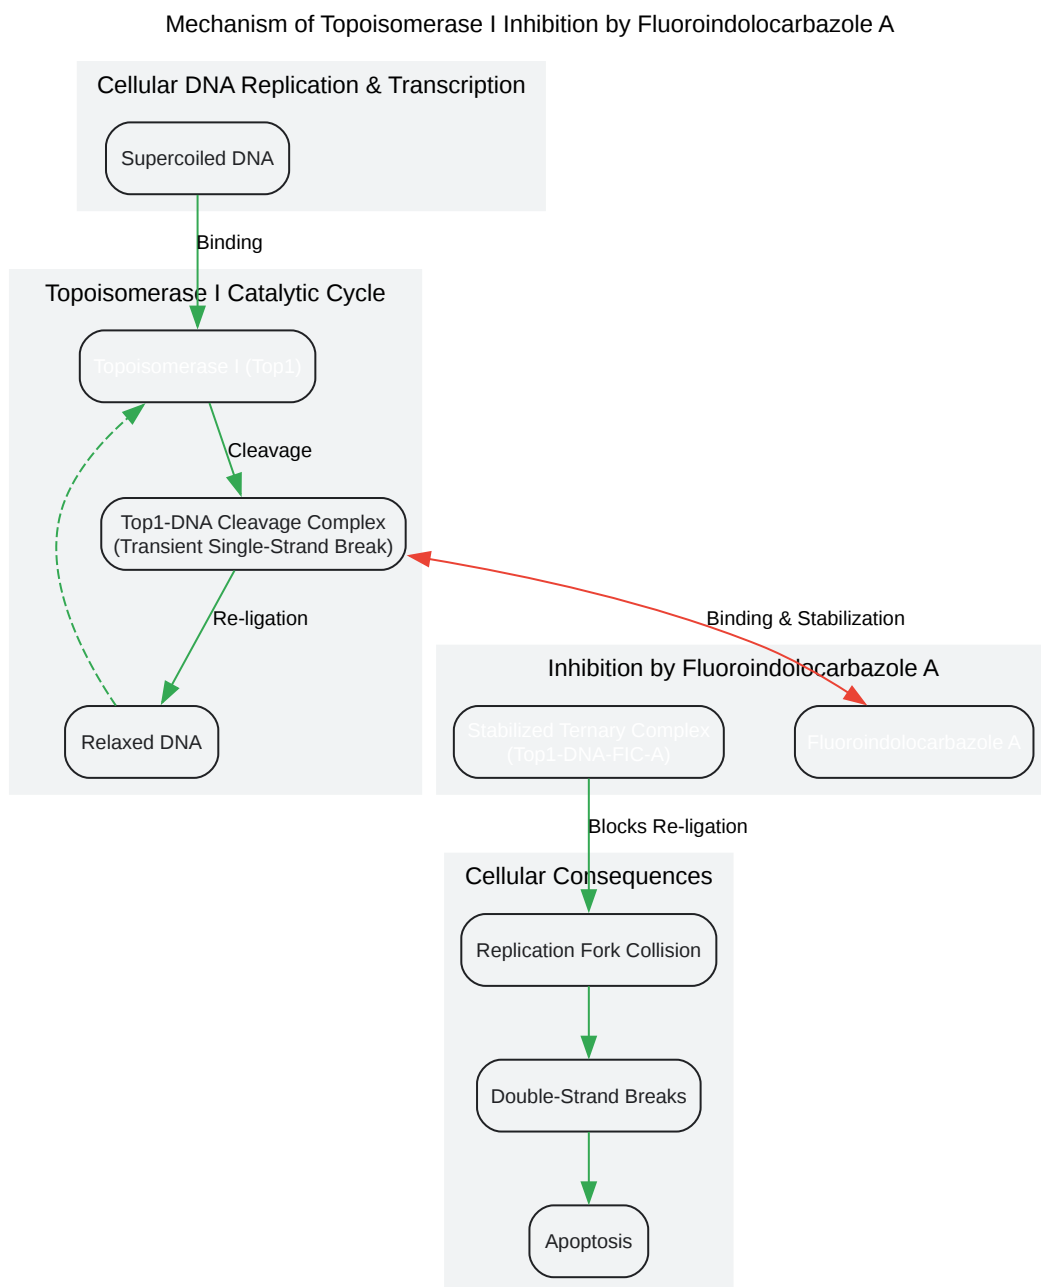 Mechanism of Topoisomerase I Inhibition by Fluoroindolocarbazole A
Cellular DNA Replication & Transcription
Supercoiled DNA
Binding
Topoisomerase I Catalytic Cycle
Topoisomerase I (Top1)
Cleavage
Top1-DNA Cleavage Complex
(Transient Single-Strand Break)
Re-ligation
Binding & Stabilization
Inhibition by Fluoroindolocarbazole A
Relaxed DNA
Stabilized Ternary Complex
(Top1-DNA-FIC-A)
Fluoroindolocarbazole A
Blocks Re-ligation
Cellular Consequences
Replication Fork Collision
Double-Strand Breaks
Apoptosis